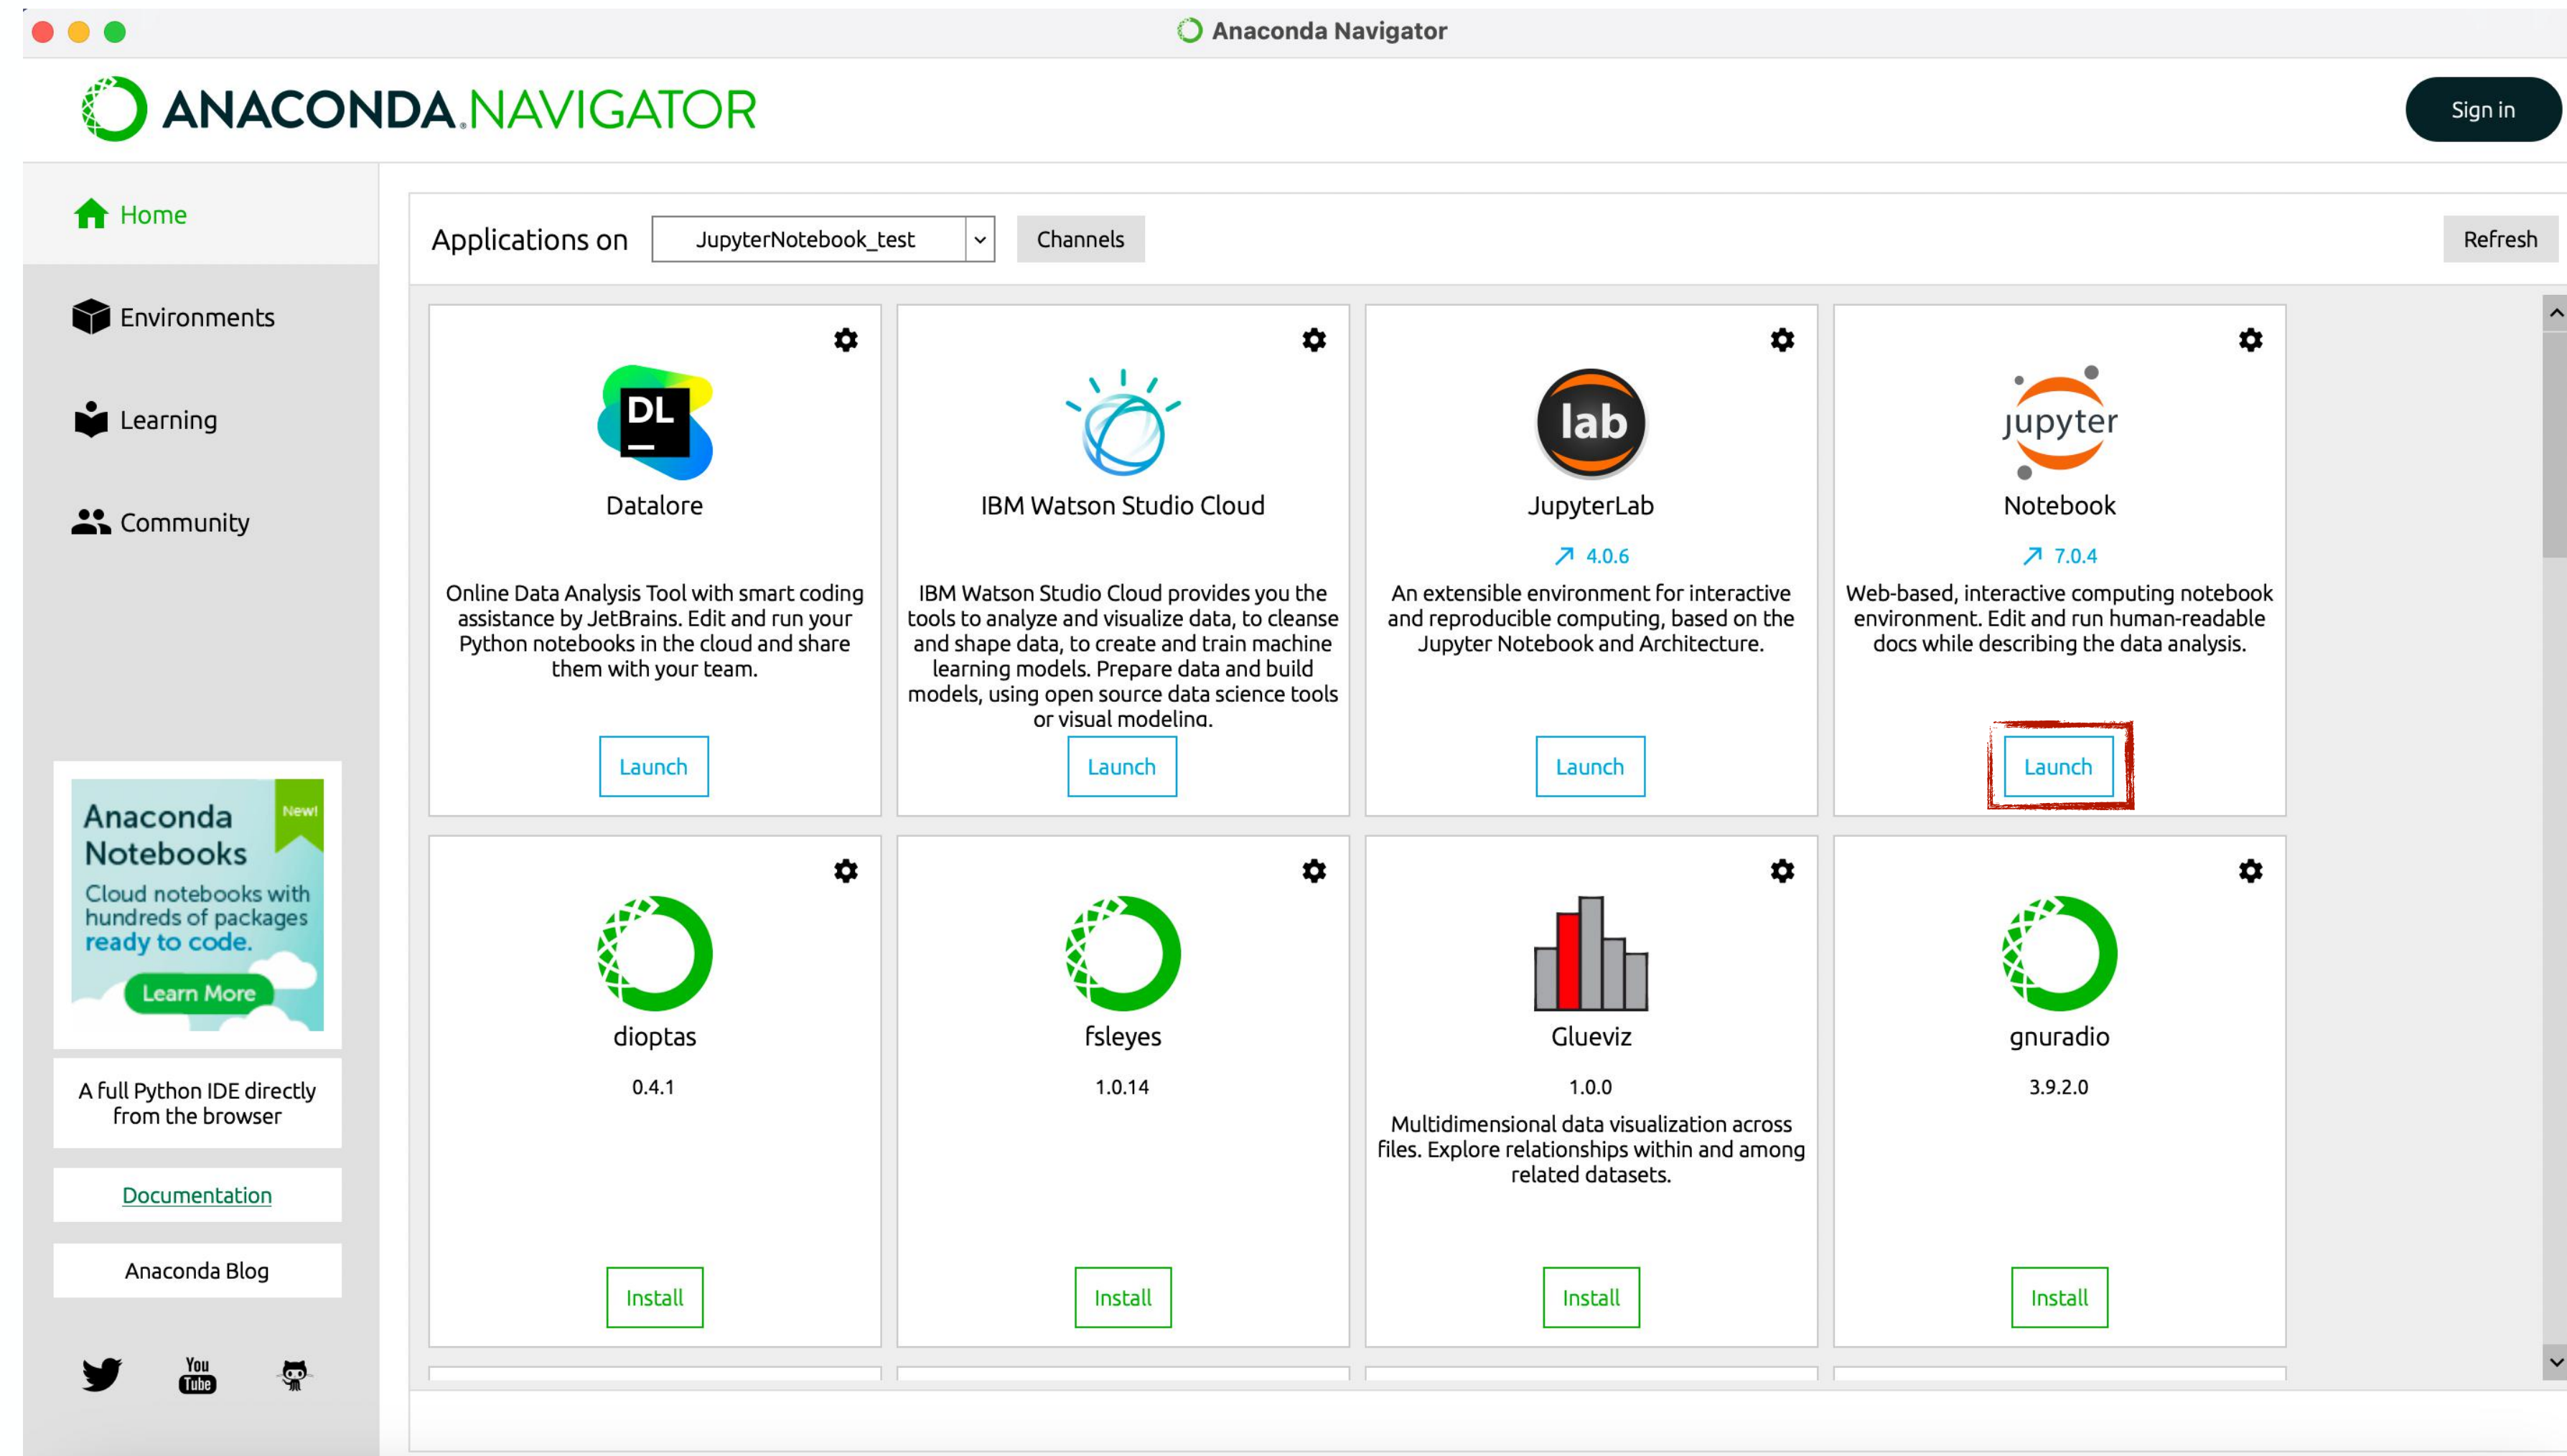 Anaconda Navigator
ANACONDA.NAVIGATOR
Sign in
Home
Environments
Learning
Community
Anaconda
Notebooks
New!
Cloud notebooks with
hundreds of packages
ready to code.
Learn More
A full Python IDE directly
from the browser
Documentation
Anaconda Blog
You
Tube
Applications on
JupyterNotebook_test
Channels
Refresh
DL
Datalore
Online Data Analysis Tool with smart coding
assistance by JetBrains. Edit and run your
Python notebooks in the cloud and share
them with your team.
Launch
IBM Watson Studio Cloud
IBM Watson Studio Cloud provides you the
tools to analyze and visualize data, to cleanse
and shape data, to create and train machine
learning models. Prepare data and build
models, using open source data science tools
or visual modeling.
Launch
lab
JupyterLab
4.0.6
An extensible environment for interactive
and reproducible computing, based on the
Jupyter Notebook and Architecture.
Launch
jupyter
Notebook
7.0.4
Web-based, interactive computing notebook
environment. Edit and run human-readable
docs while describing the data analysis.
Launch
dioptas
0.4.1
Install
fsleyes
1.0.14
Install
Glueviz
1.0.0
Multidimensional data visualization across
files. Explore relationships within and among
related datasets.
Install
gnuradio
3.9.2.0
Install